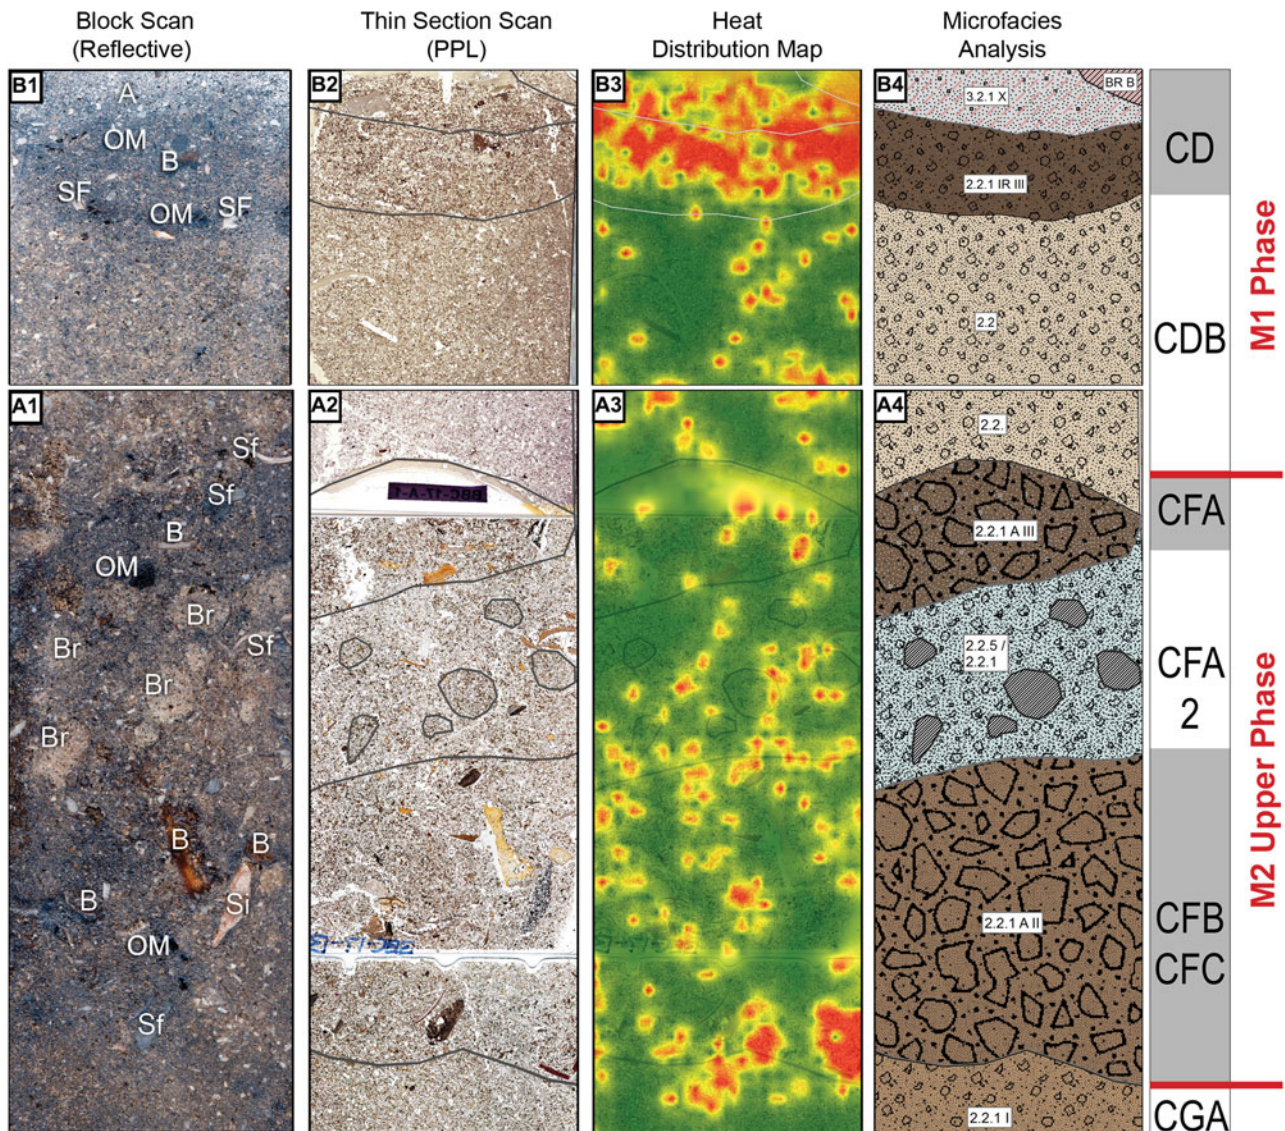 Block Scan
(Reflective)
Thin Section Scan
(PPL)
Heat
Distribution Map
Microfacies
Analysis
B1
A
OM
B
SF
OM
SF
B2
B3
B4
BR B
3.2.1 X
2.2.1 IR III
2.2
CD
CDB
M1 Phase
A1
Sf
Sf
B
OM
Br
Br
Sf
Br
Br
B
B
B
Si
OM
Sf
A2
BBC-17-A-1
A3
A4
2.2.
2.2.1 A III
2.2.5 /
2.2.1
2.2.1 A II
2.2.1 I
CFA
CFA
2
CFB
CFC
CGA
M2 Upper Phase